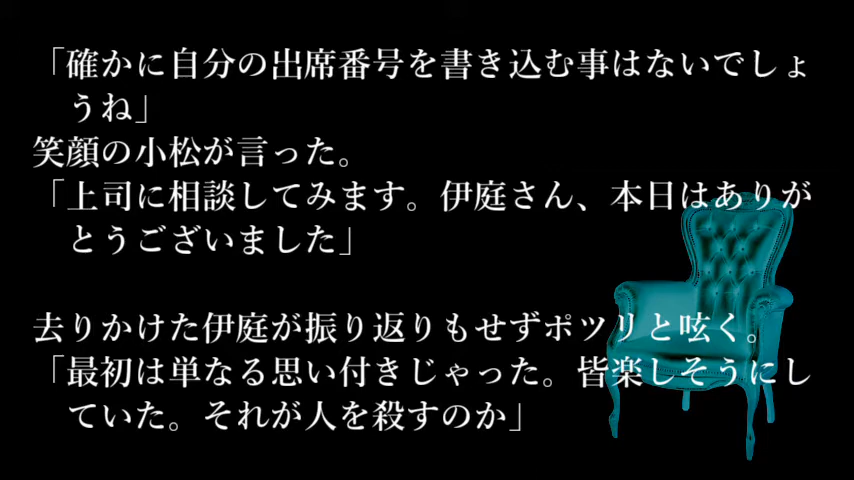 「確かに自分の出席番号を書き込む事はないでしょ
うね」
笑顔の小松が言った。
「上司に相談してみます。伊庭さん、本日はありが
とうございました」
去りかけた伊庭が振り返りもせずポツリと呟く。
「最初は単なる思い付きじゃった。皆楽しそうにし
ていた。それが人を殺すのか」